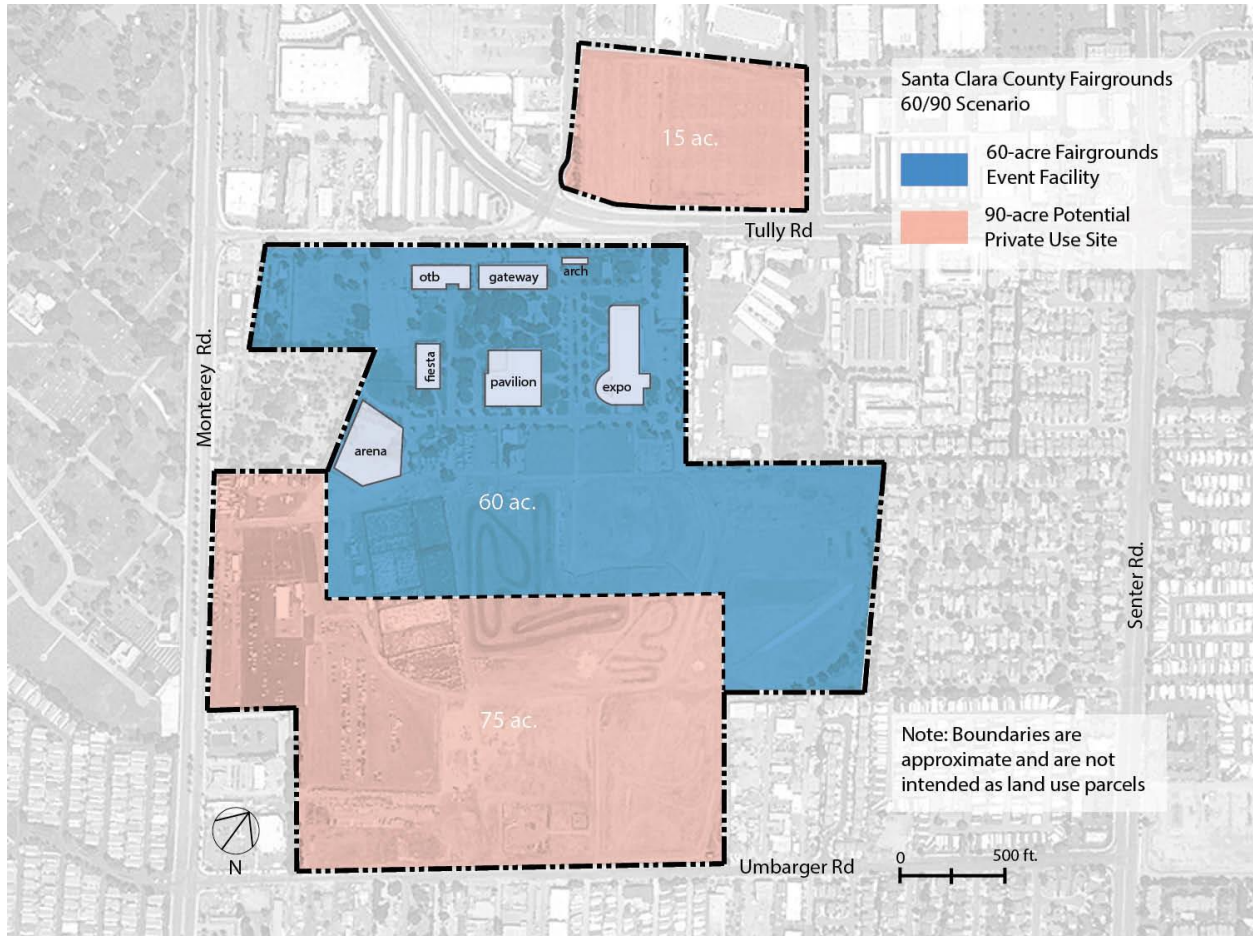 Santa Clara County Fairgrounds
60/90 Scenario
60-acre Fairgrounds
Event Facility
90-acre Potential
Private Use Site
15 ac.
Tully Rd
otb
gateway
arch
fiesta
pavilion
expo
arena
Monterey Rd.
60 ac.
75 ac.
Senter Rd.
Note: Boundaries are
approximate and are not
intended as land use parcels
N
0 500 ft.
Umbarger Rd